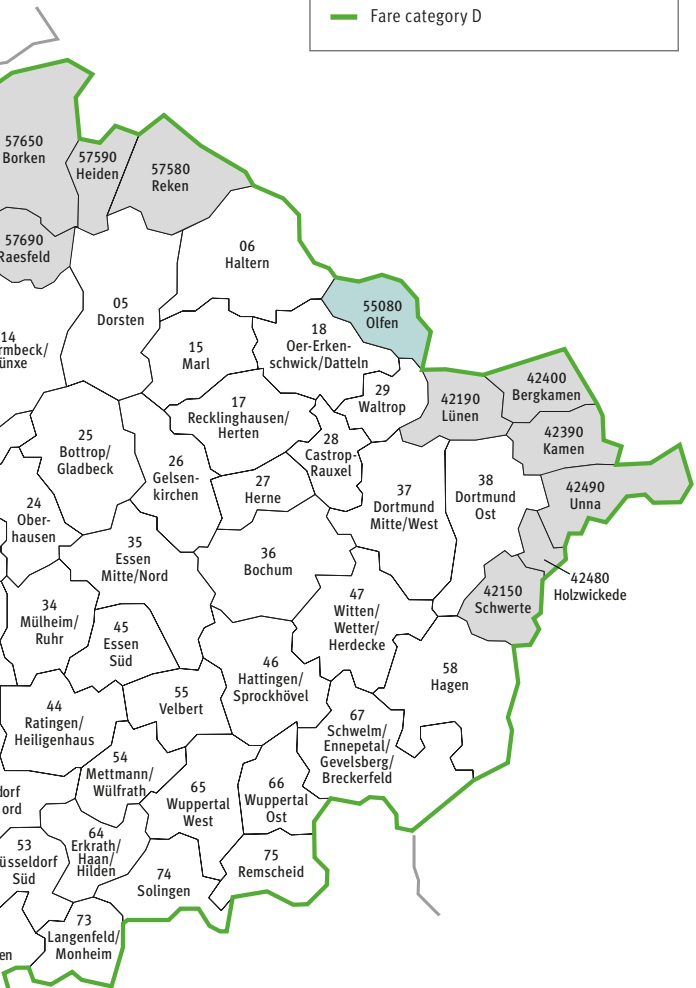 Fare category D
57650
Borken
57590
Heiden
57580
Reken
57690
Raesfeld
06
Haltern
05
Dorsten
55080
Olfen
14
rmbeck/
ünxe
15
Marl
18
Oer-Erken-
schwick/Datteln
29
Waltrop
42190
Lünen
42400
Bergkamen
17
Recklinghausen/
Herten
42390
Kamen
25
Bottrop/
Gladbeck
26
Gelsen-
kirchen
28
Castrop-
Rauxel
27
Herne
37
Dortmund
Mitte/West
38
Dortmund
Ost
42490
Unna
24
Ober-
hausen
35
Essen
Mitte/Nord
36
Bochum
42480
Holzwickede
42150
Schwerte
34
Mülheim/
Ruhr
45
Essen
Süd
47
Witten/
Wetter/
Herdecke
46
Hattingen/
Sprockhövel
58
Hagen
44
Ratingen/
Heiligenhaus
55
Velbert
67
Schwelm/
Ennepetal/
Gevelsberg/
Breckerfeld
54
Mettmann/
Wülfrath
65
Wuppertal
West
66
Wuppertal
Ost
dorf
ord
53
üsseldorf
Süd
64
Erkrath/
Haan/
Hilden
74
Solingen
75
Remscheid
73
Langenfeld/
Monheim
en